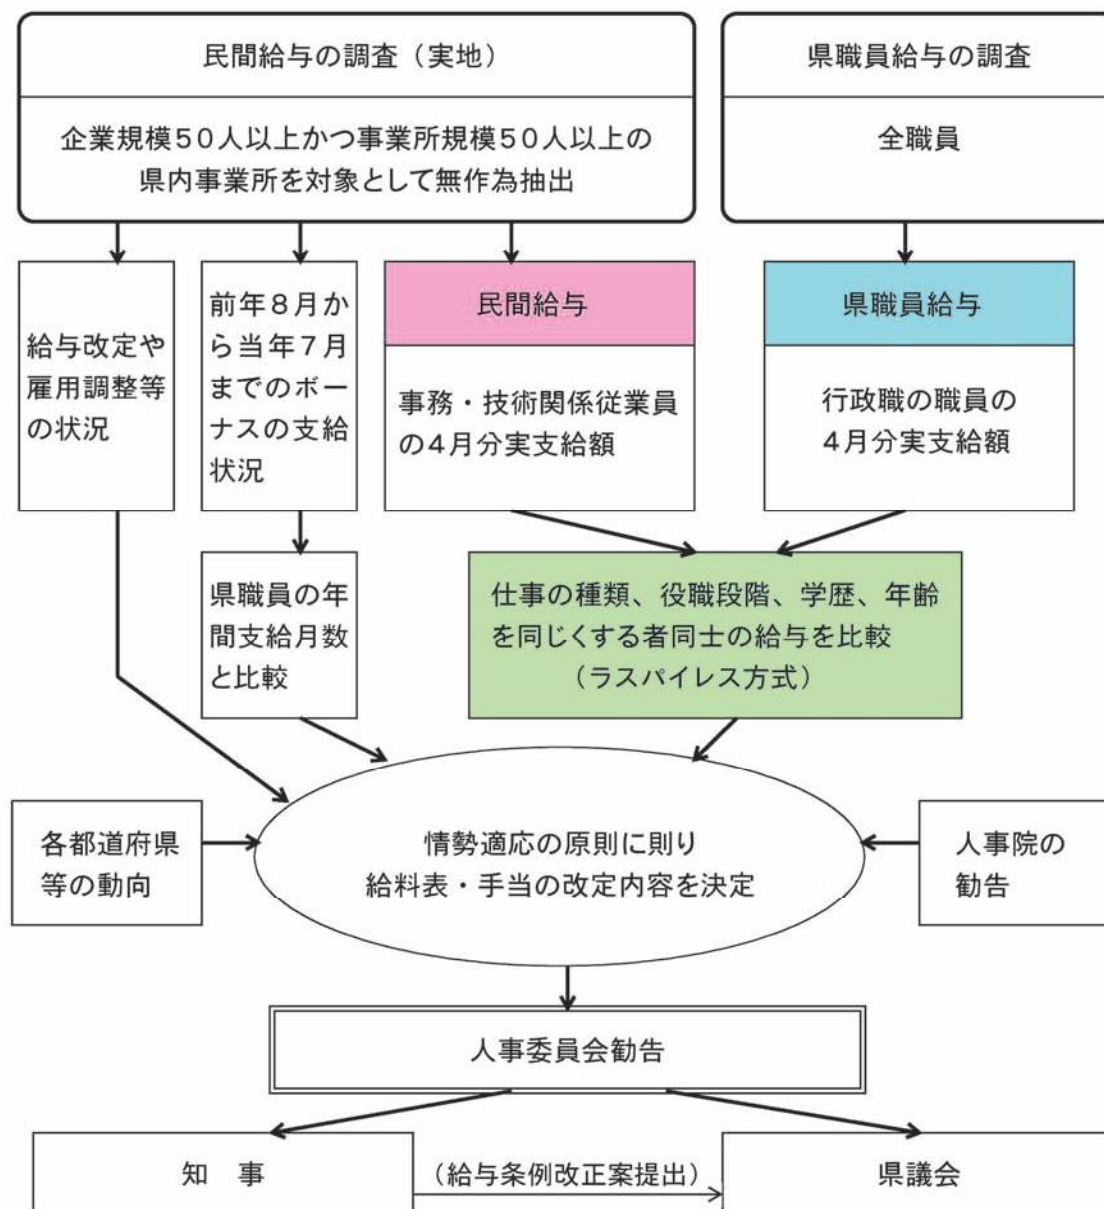 民間給与の調査（実地）
企業規模５０人以上かつ事業所規模５０人以上の
県内事業所を対象として無作為抽出
県職員給与の調査
全職員
給与改定や
雇用調整等
の状況
前年８月か
ら当年７月
までのボー
ナスの支給
状況
民間給与
事務・技術関係従業員
の４月分実支給額
県職員給与
行政職の職員の
４月分実支給額
県職員の年
間支給月数
と比較
仕事の種類、役職段階、学歴、年齢
を同じくする者同士の給与を比較
（ラスパイレス方式）
各都道府県
等の動向
情勢適応の原則に則り
給料表・手当の改定内容を決定
人事院の
勧告
人事委員会勧告
知　事
（給与条例改正案提出）
県議会